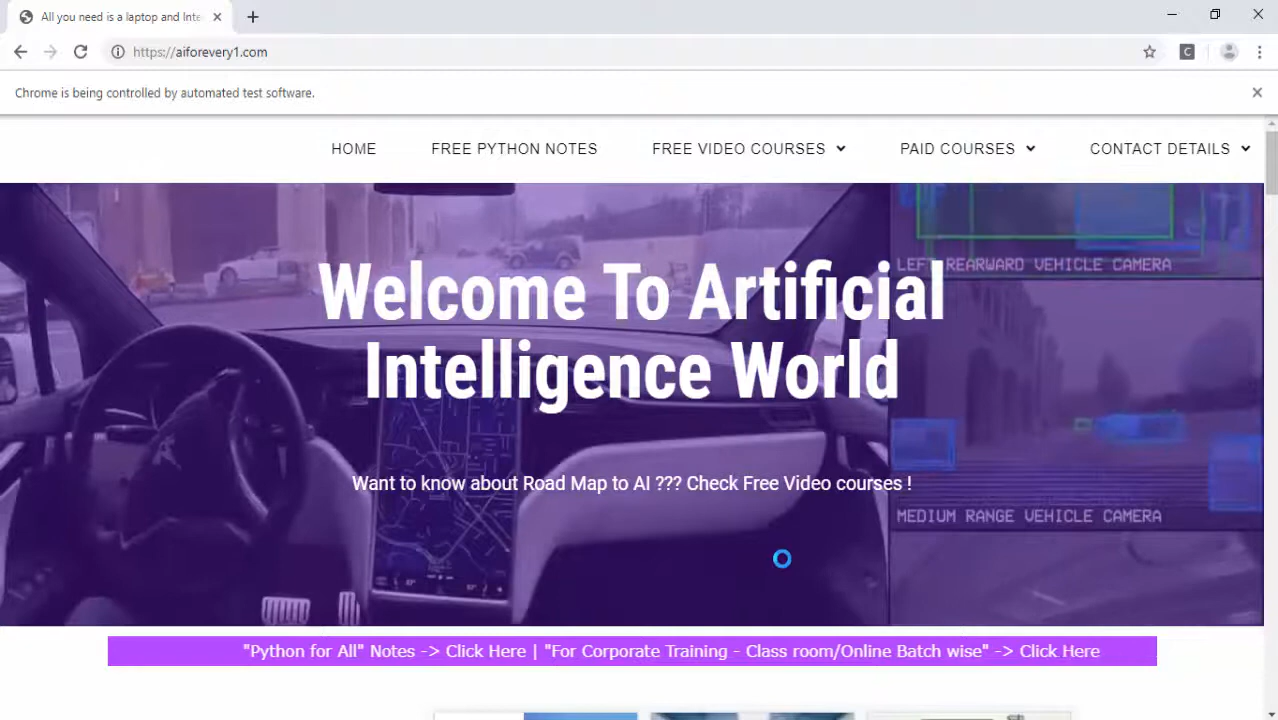 All you need is a laptop and Inte
https://aiforevery1.com
Chrome is being controlled by automated test software.
HOME FREE PYTHON NOTES FREE VIDEO COURSES PAID COURSES CONTACT DETAILS
LEFT REARWARD VEHICLE CAMERA
Welcome To Artificial
Intelligence World
Want to know about Road Map to AI ??? Check Free Video courses !
MEDIUM RANGE VEHICLE CAMERA
"Python for All" Notes -> Click Here | "For Corporate Training - Class room/Online Batch wise" -> Click Here